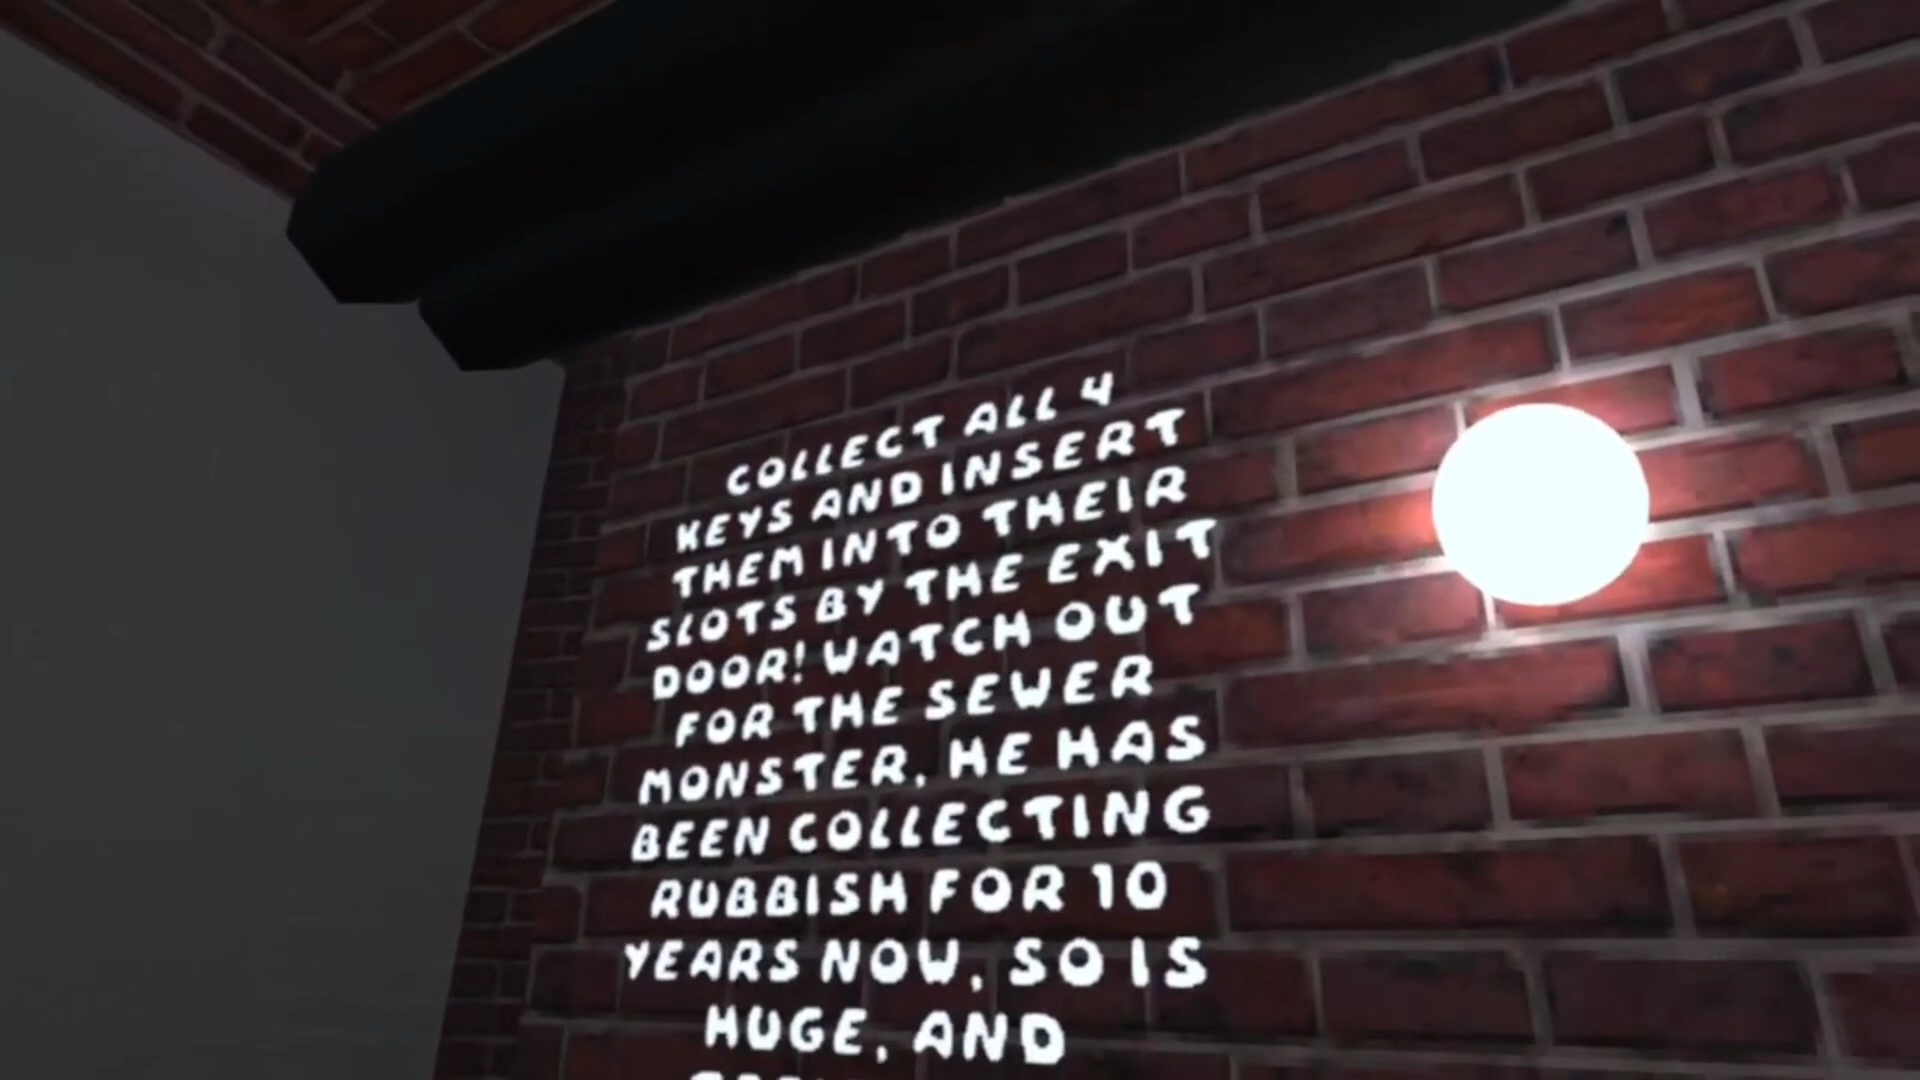 COLLECT ALL 4
KEYS AND INSERT
THEM INTO THEIR
SLOTS BY THE EXIT
DOOR! WATCH OUT
FOR THE SEWER
MONSTER, HE HAS
BEEN COLLECTING
RUBBISH FOR 10
YEARS NOW, SO IS
HUGE, AND